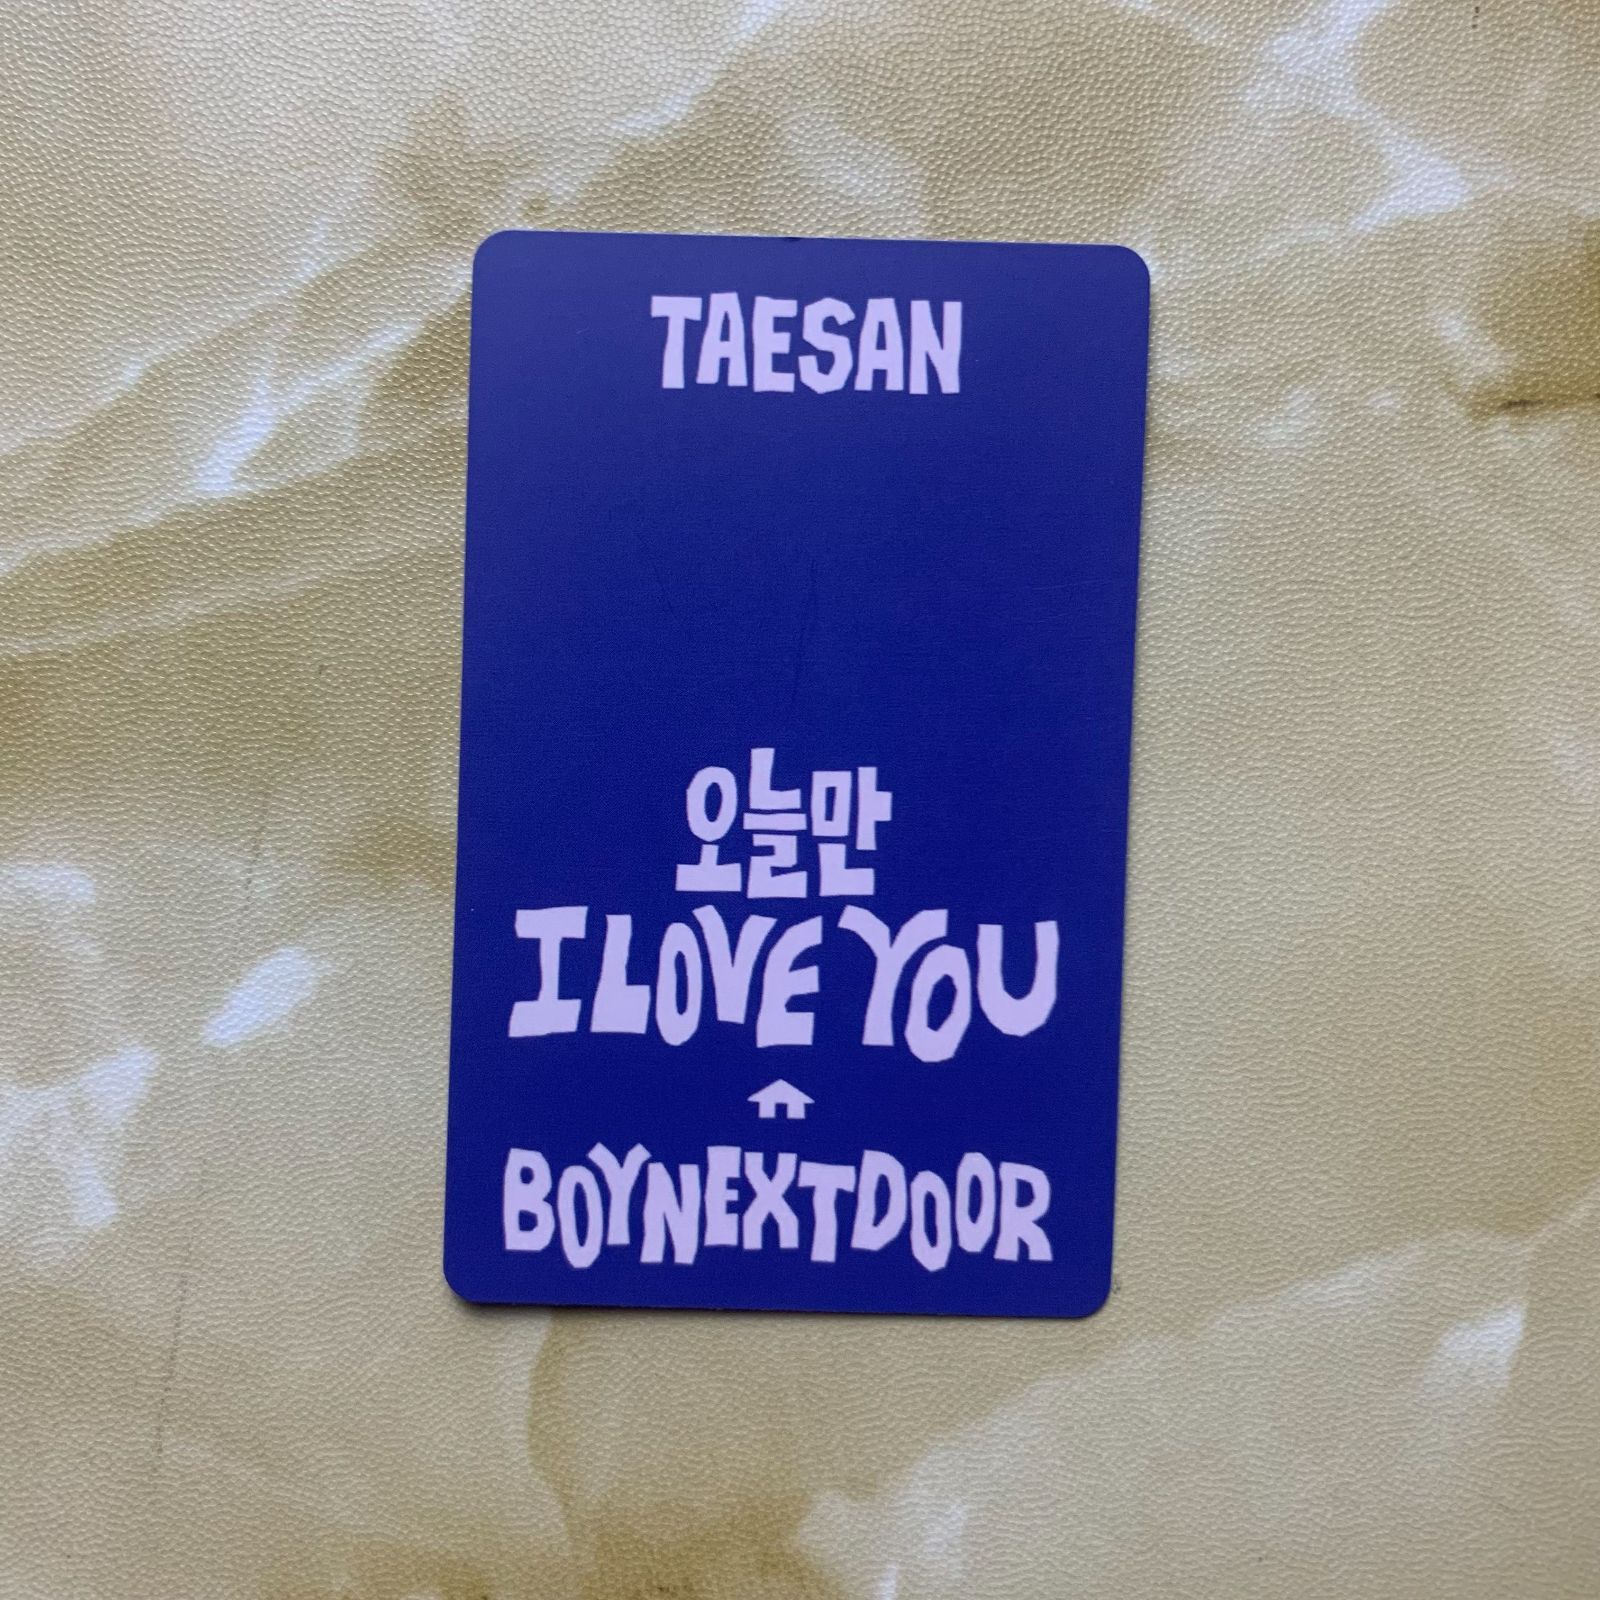 TAESAN
오늘만
I LOVE YOU
BOYNEXTDOOR